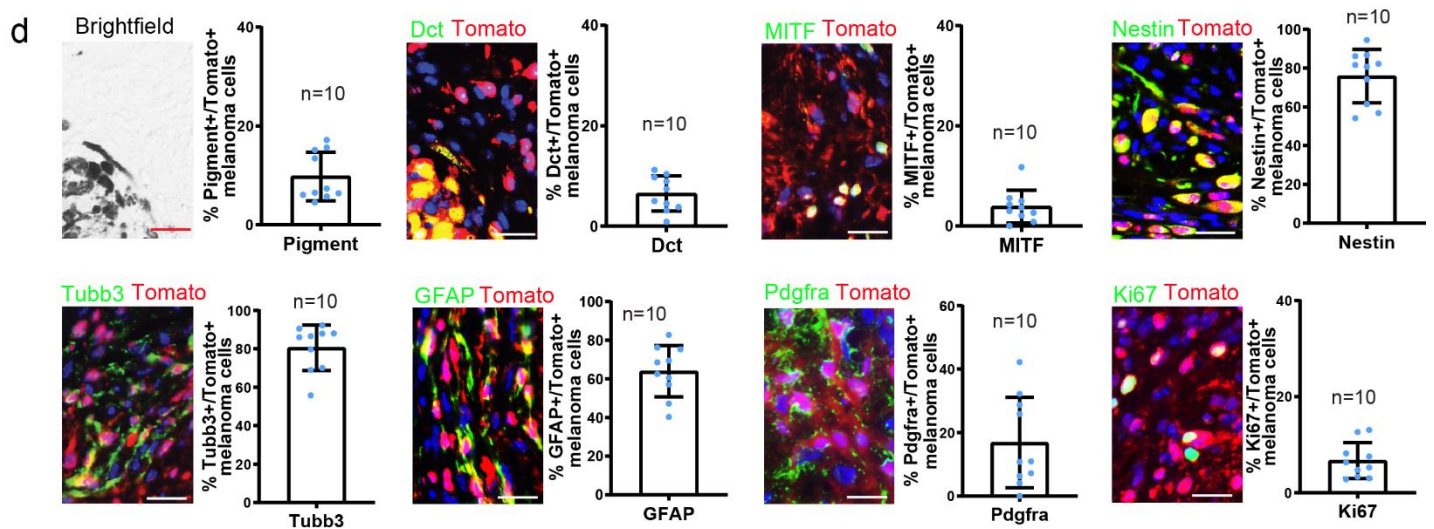 d
Brightfield
% Pigment+/Tomato+
melanoma cells
40
20
0
n=10
Pigment
Dct Tomato
% Dct+/Tomato+
melanoma cells
40
20
0
n=10
Dct
MITF Tomato
% MITF+/Tomato+
melanoma cells
40
20
0
n=10
MITF
Nestin Tomato
% Nestin+/Tomato+
melanoma cells
100
80
60
40
20
0
n=10
Nestin
Tubb3 Tomato
% Tubb3+/Tomato+
melanoma cells
100
80
60
40
20
0
n=10
Tubb3
GFAP Tomato
% GFAP+/Tomato+
melanoma cells
100
80
60
40
20
0
n=10
GFAP
Pdgfra Tomato
% Pdgfra+/Tomato+
melanoma cells
60
40
20
0
n=10
Pdgfra
Ki67 Tomato
% Ki67+/Tomato+
melanoma cells
40
20
0
n=10
Ki67